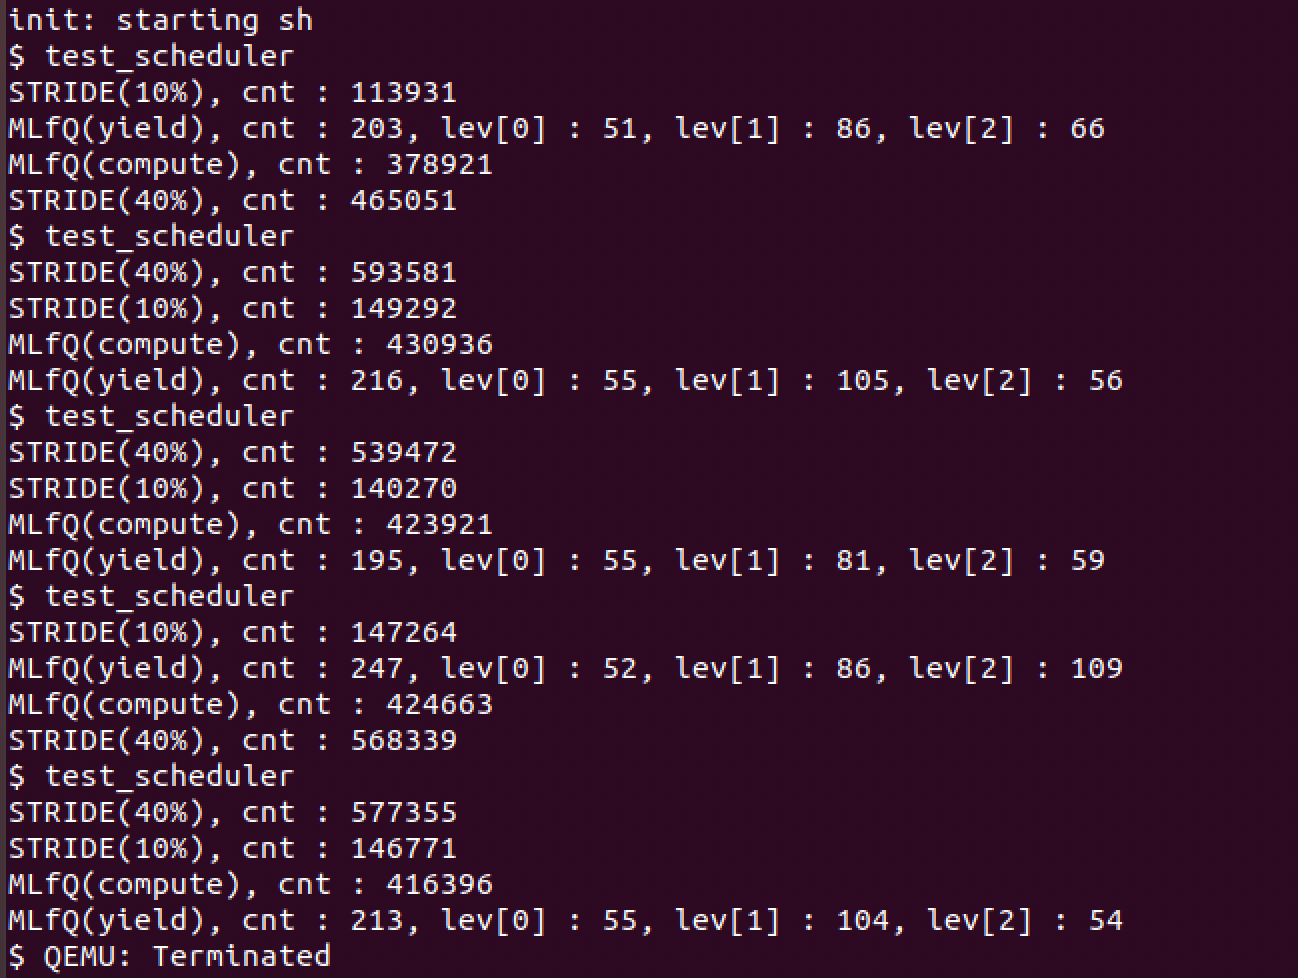 init: starting sh
$ test_scheduler
STRIDE(10%), cnt : 113931
MLfQ(yield), cnt : 203, lev[0] : 51, lev[1] : 86, lev[2] : 66
MLfQ(compute), cnt : 378921
STRIDE(40%), cnt : 465051
$ test_scheduler
STRIDE(40%), cnt : 593581
STRIDE(10%), cnt : 149292
MLfQ(compute), cnt : 430936
MLfQ(yield), cnt : 216, lev[0] : 55, lev[1] : 105, lev[2] : 56
$ test_scheduler
STRIDE(40%), cnt : 539472
STRIDE(10%), cnt : 140270
MLfQ(compute), cnt : 423921
MLfQ(yield), cnt : 195, lev[0] : 55, lev[1] : 81, lev[2] : 59
$ test_scheduler
STRIDE(10%), cnt : 147264
MLfQ(yield), cnt : 247, lev[0] : 52, lev[1] : 86, lev[2] : 109
MLfQ(compute), cnt : 424663
STRIDE(40%), cnt : 568339
$ test_scheduler
STRIDE(40%), cnt : 577355
STRIDE(10%), cnt : 146771
MLfQ(compute), cnt : 416396
MLfQ(yield), cnt : 213, lev[0] : 55, lev[1] : 104, lev[2] : 54
$ QEMU: Terminated